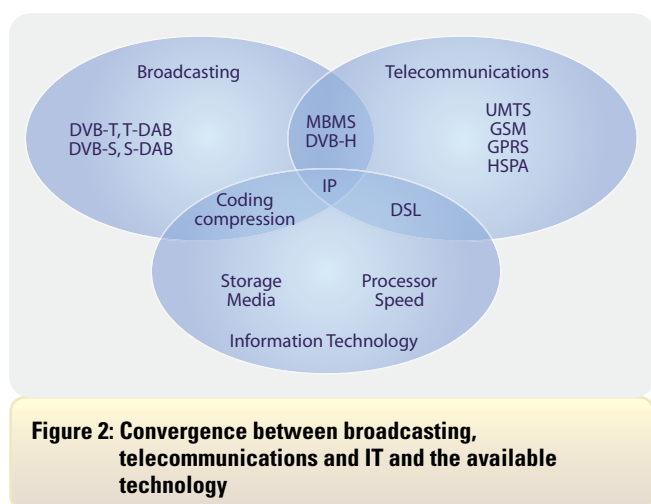 Broadcasting
Telecommunications
DVB-T, T-DAB
DVB-S, S-DAB
MBMS
DVB-H
UMTS
GSM
GPRS
HSPA
IP
Coding
compression
DSL
Storage
Media
Processor
Speed
Information Technology
Figure 2: Convergence between broadcasting,
telecommunications and IT and the available
technology